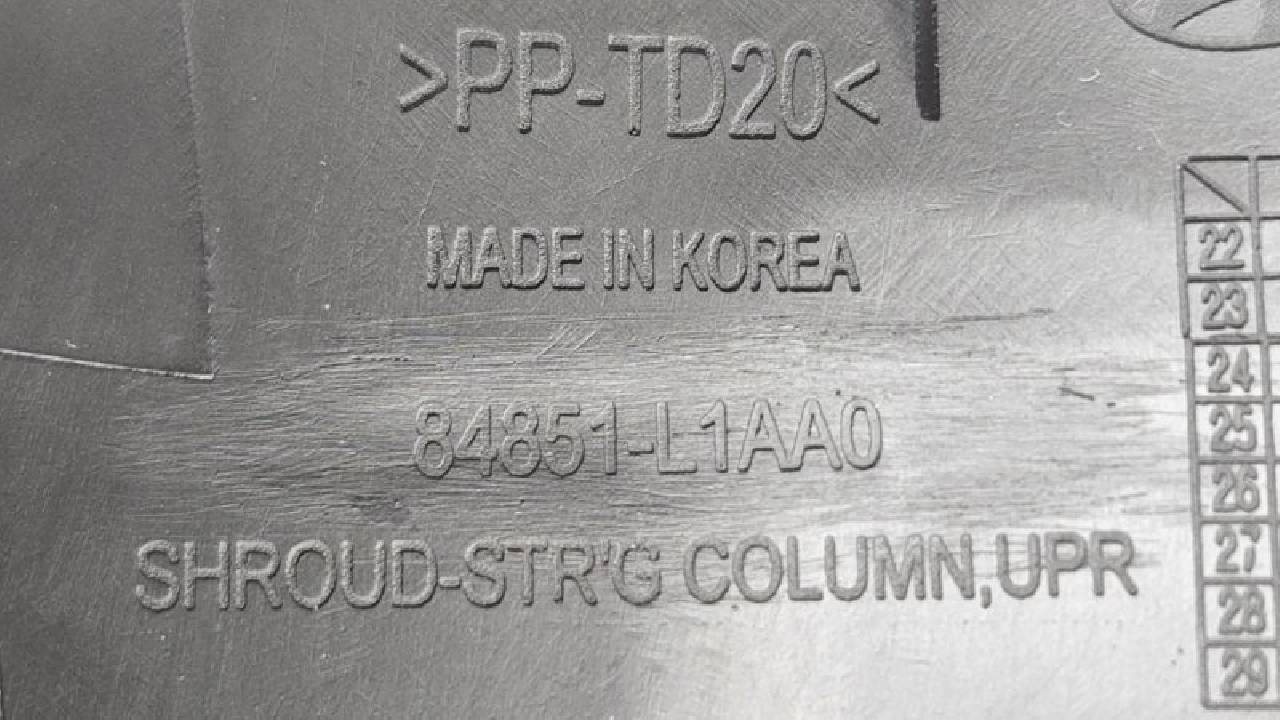 >PP-TD20<
MADE IN KOREA
84851-L1AA0
SHROUD-STR'G COLUMN,UPR
22
23
24
25
26
27
28
29